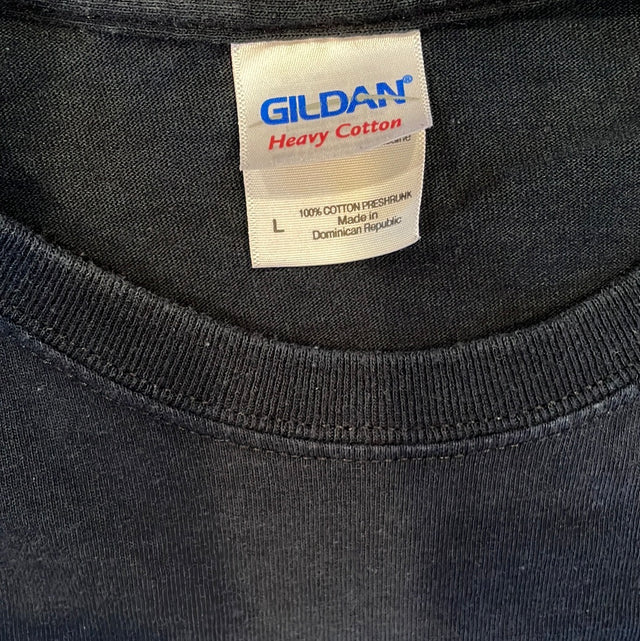 GILDAN®
Heavy Cotton
100% COTTON PRESHRUNK
L Made in
Dominican Republic